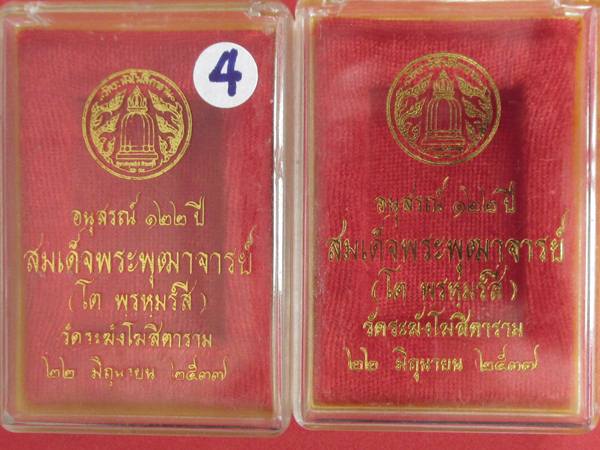 4
อนุสรณ์ ๑๒๒ ปี
สมเด็จพระพุฒาจารย์
(โต พรหมรังสี)
วัดระฆังโฆสิตาราม
๒๒ มิถุนายน ๒๕๓๗
อนุสรณ์ ๑๒๒ ปี
สมเด็จพระพุฒาจารย์
(โต พรหมรังสี)
วัดระฆังโฆสิตาราม
๒๒ มิถุนายน ๒๕๓๗